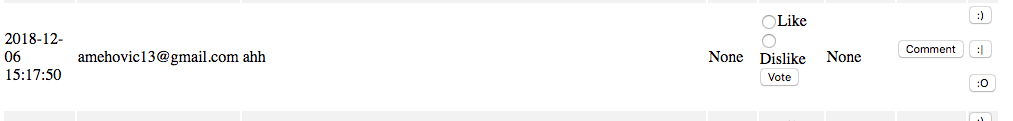 2018-12-
06
15:17:50
amehovic13@gmail.com ahh
None
Like
Dislike
Vote
None
Comment
:)
:|
:O
:)